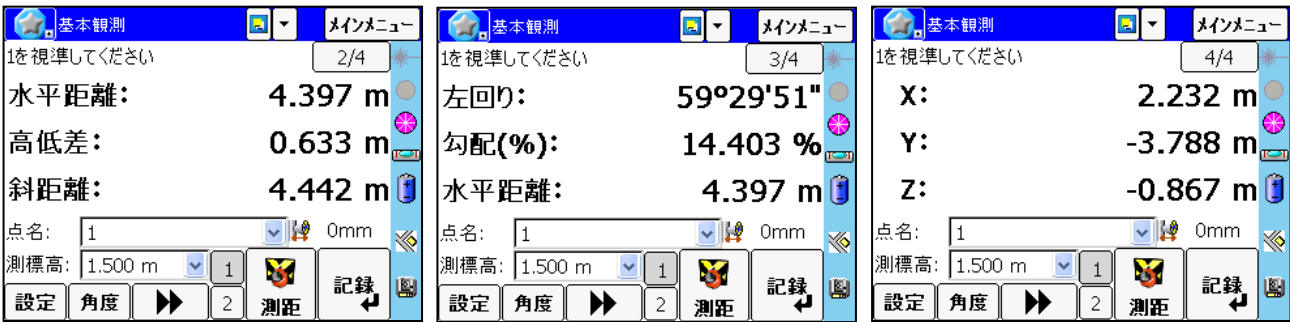 基本観測 メインメニュー
1を視準してください 2/4
水平距離: 4.397 m
高低差: 0.633 m
斜距離: 4.442 m
点名: 1 0mm
測標高: 1.500 m 1
測距 記録
設定 角度 2
基本観測 メインメニュー
1を視準してください 3/4
左回り: 59°29'51"
勾配(%): 14.403 %
水平距離: 4.397 m
点名: 1 0mm
測標高: 1.500 m 1
測距 記録
設定 角度 2
基本観測 メインメニュー
1を視準してください 4/4
X: 2.232 m
Y: -3.788 m
Z: -0.867 m
点名: 1 0mm
測標高: 1.500 m 1
測距 記録
設定 角度 2